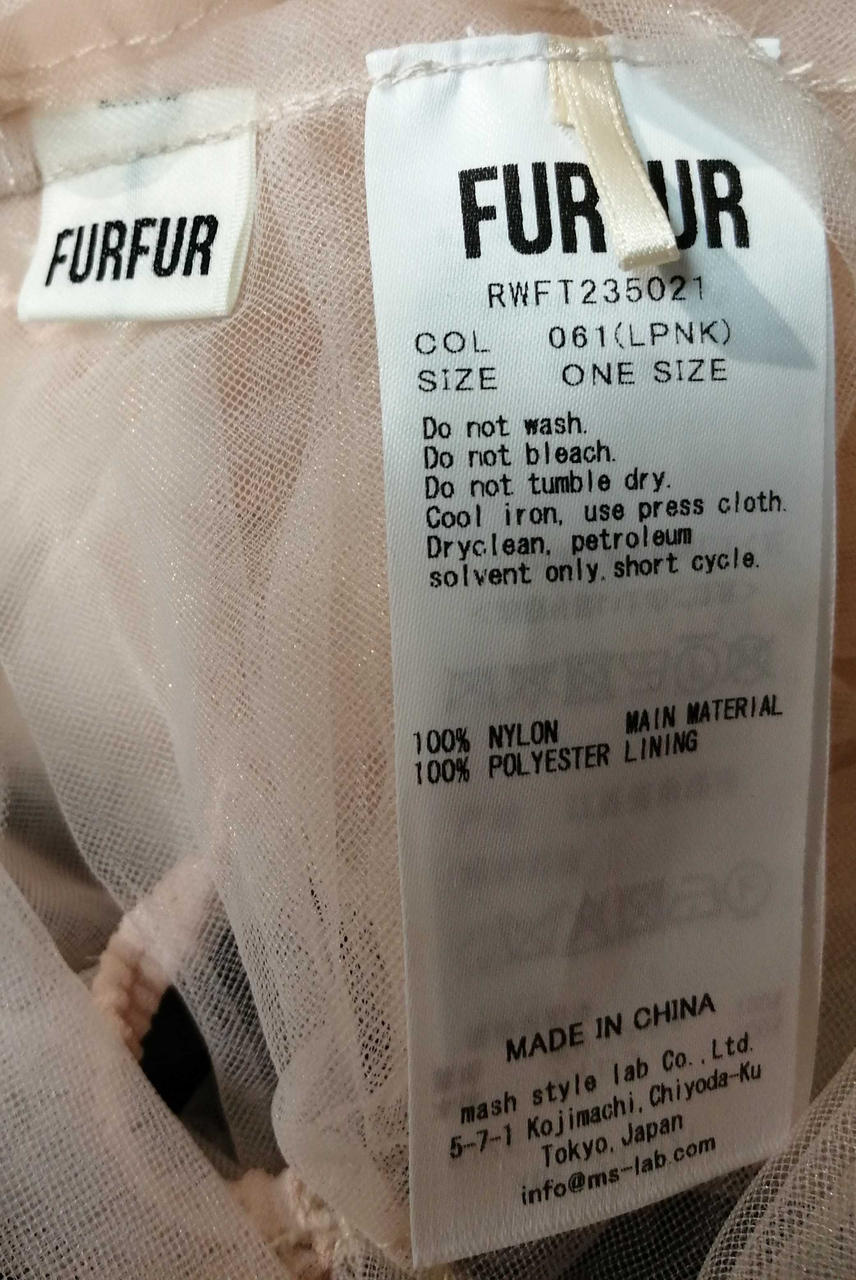 FURFUR
FUR UR
RWFT235021
COL 061(LPNK)
SIZE ONE SIZE
Do not wash.
Do not bleach.
Do not tumble dry.
Cool iron, use press cloth.
Dryclean, petroleum
solvent only, short cycle.
100% NYLON MAIN MATERIAL
100% POLYESTER LINING
MADE IN CHINA
mash style lab Co.,Ltd.
5-7-1 Kojimachi, Chiyoda-Ku
Tokyo, Japan
info@ms-lab.com